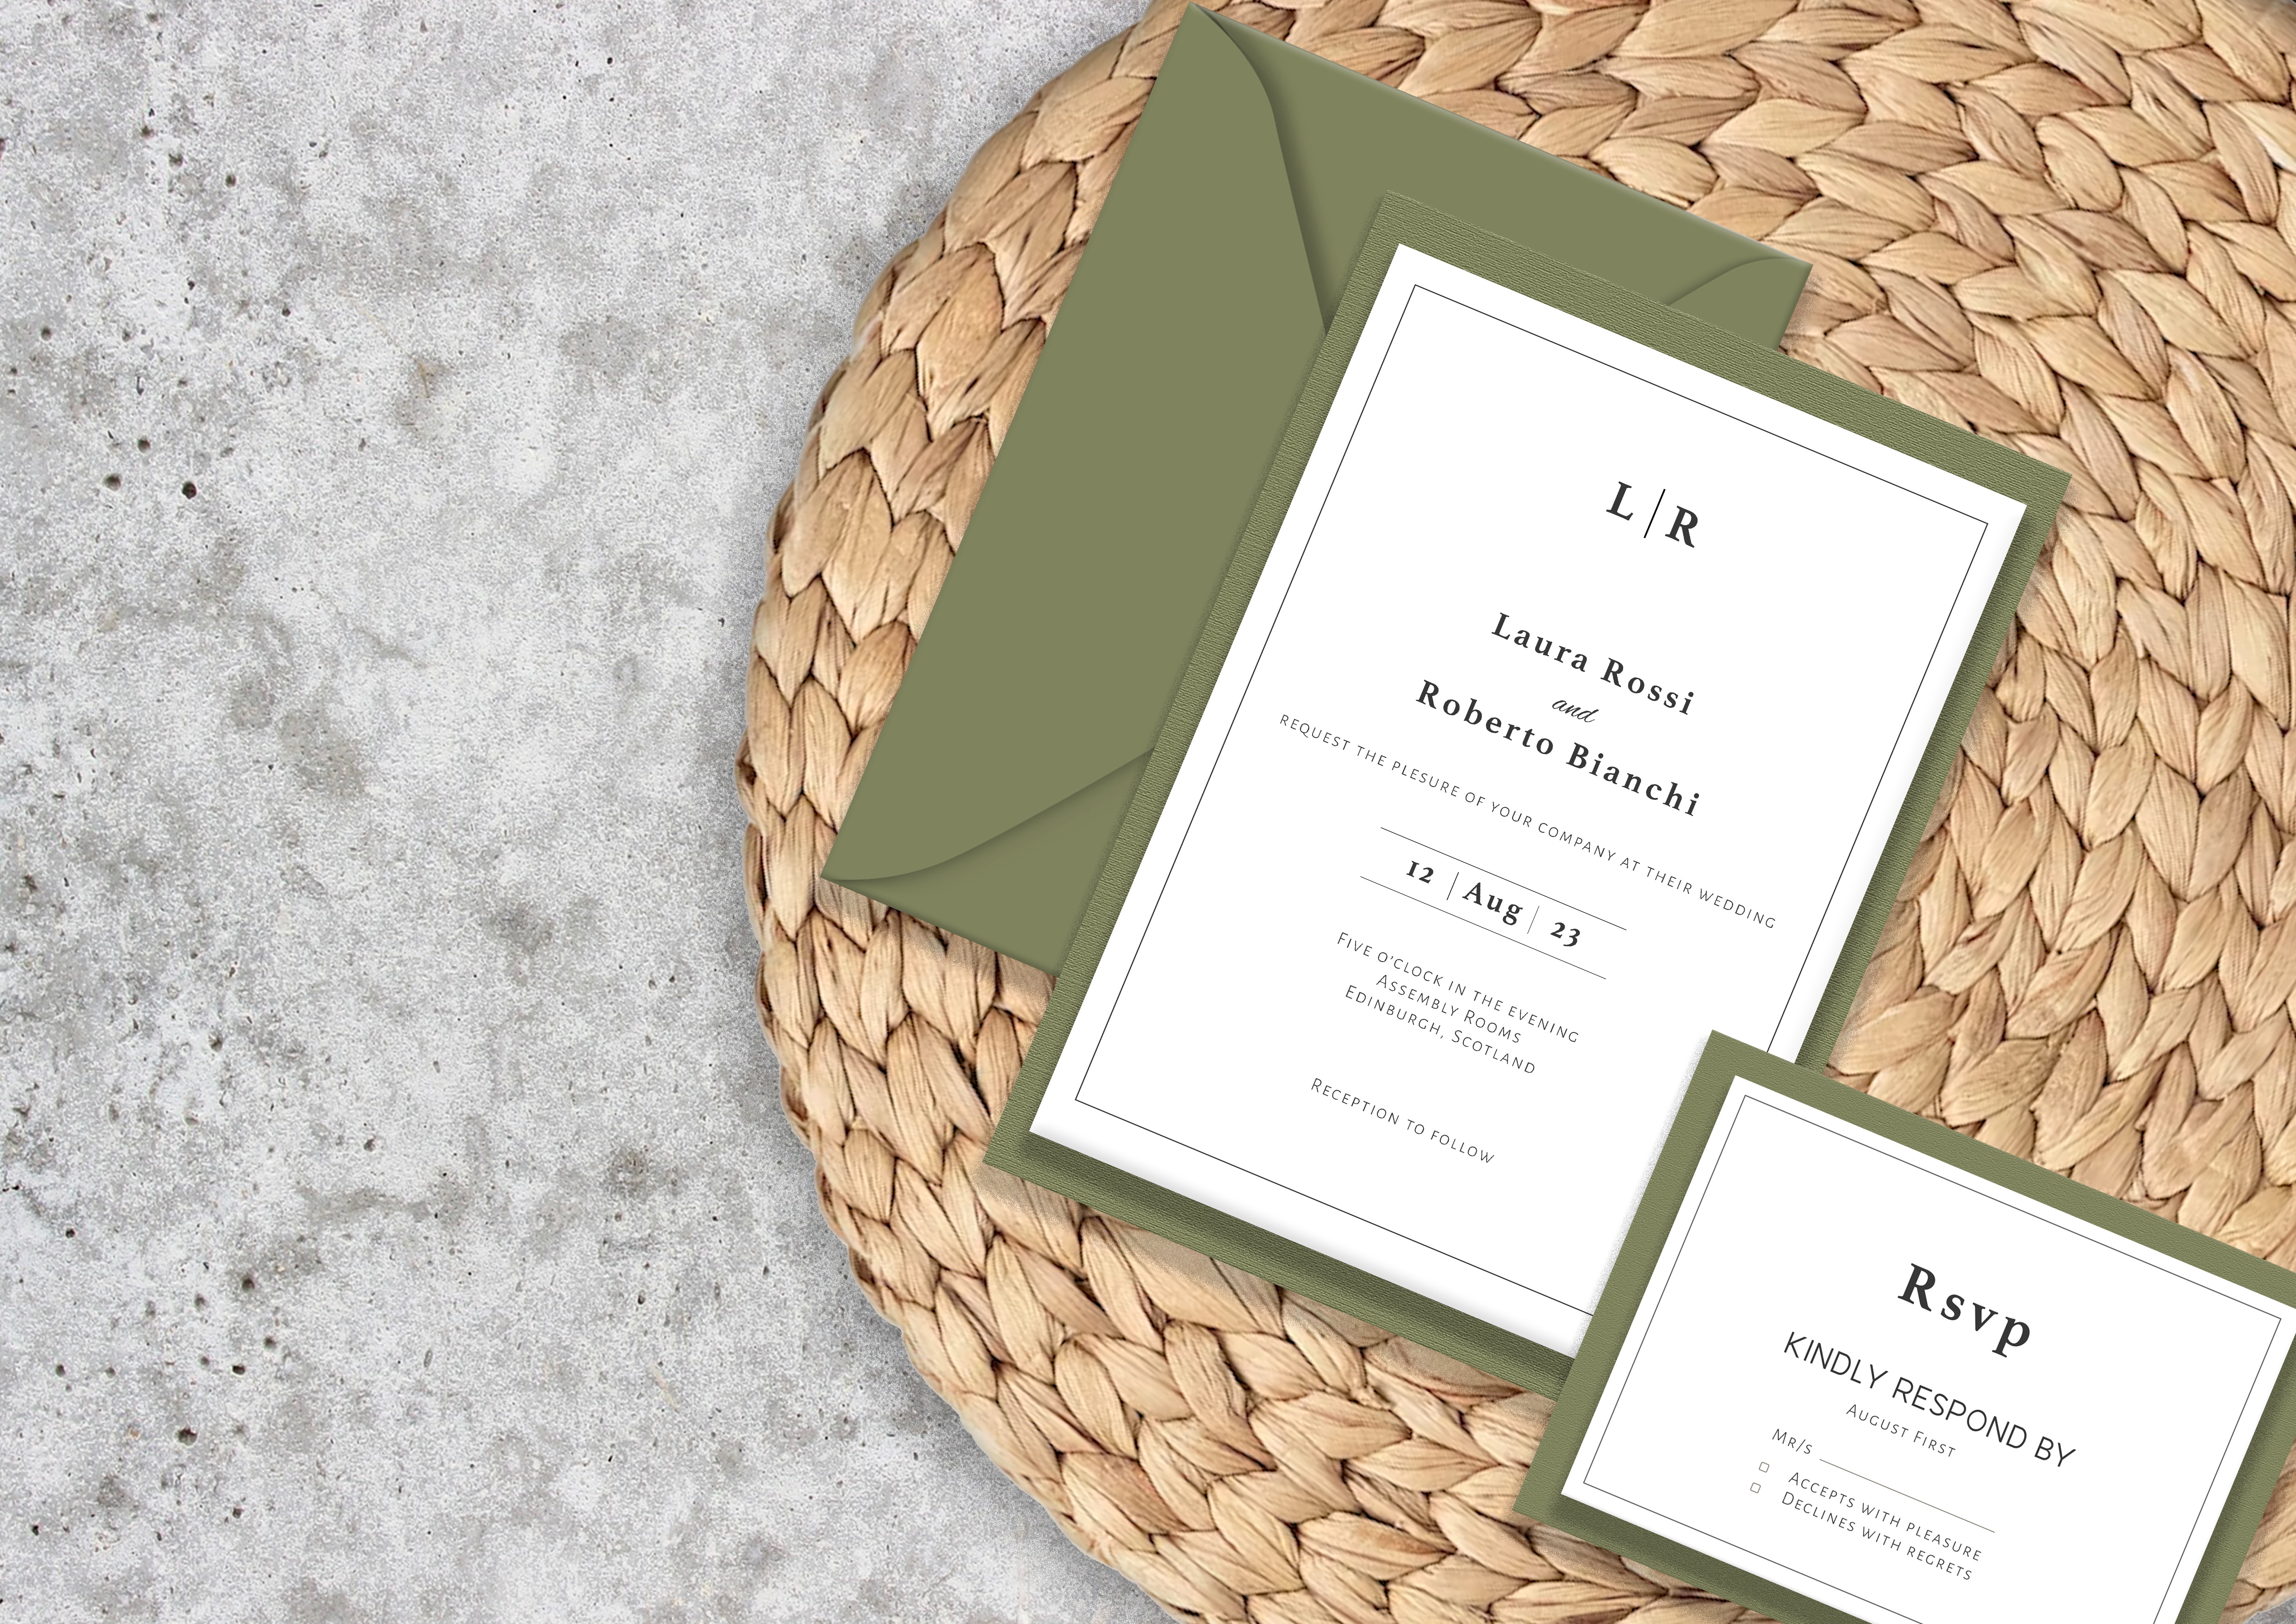 L | R
Laura Rossi
and
Roberto Bianchi
REQUEST THE PLESURE OF YOUR COMPANY AT THEIR WEDDING
12 | Aug | 23
FIVE O'CLOCK IN THE EVENING
ASSEMBLY ROOMS
EDINBURGH, SCOTLAND
RECEPTION TO FOLLOW
Rsvp
KINDLY RESPOND BY
AUGUST FIRST
MR/S
ACCEPTS WITH PLEASURE
DECLINES WITH REGRETS